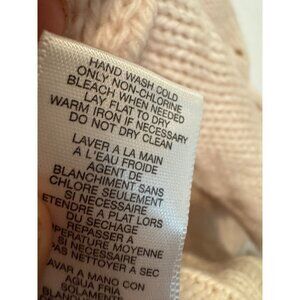 HAND WASH COLD
ONLY NON-CHLORINE
BLEACH WHEN NEEDED
LAY FLAT TO DRY
WARM IRON IF NECESSARY
DO NOT DRY CLEAN
LAVER A LA MAIN
A L'EAU FROIDE
AGENT DE
BLANCHIMENT SANS
CHLORE SEULEMENT
SI NECESSAIRE
ETENDRE A PLAT LORS
DU SECHAGE
REPASSER A
MPERATURE MOYENNE
SI NECESSAIRE
PAS NETTOYER A SEC
LAVAR A MANO CON
AGUA FRIA
SOLAMENT